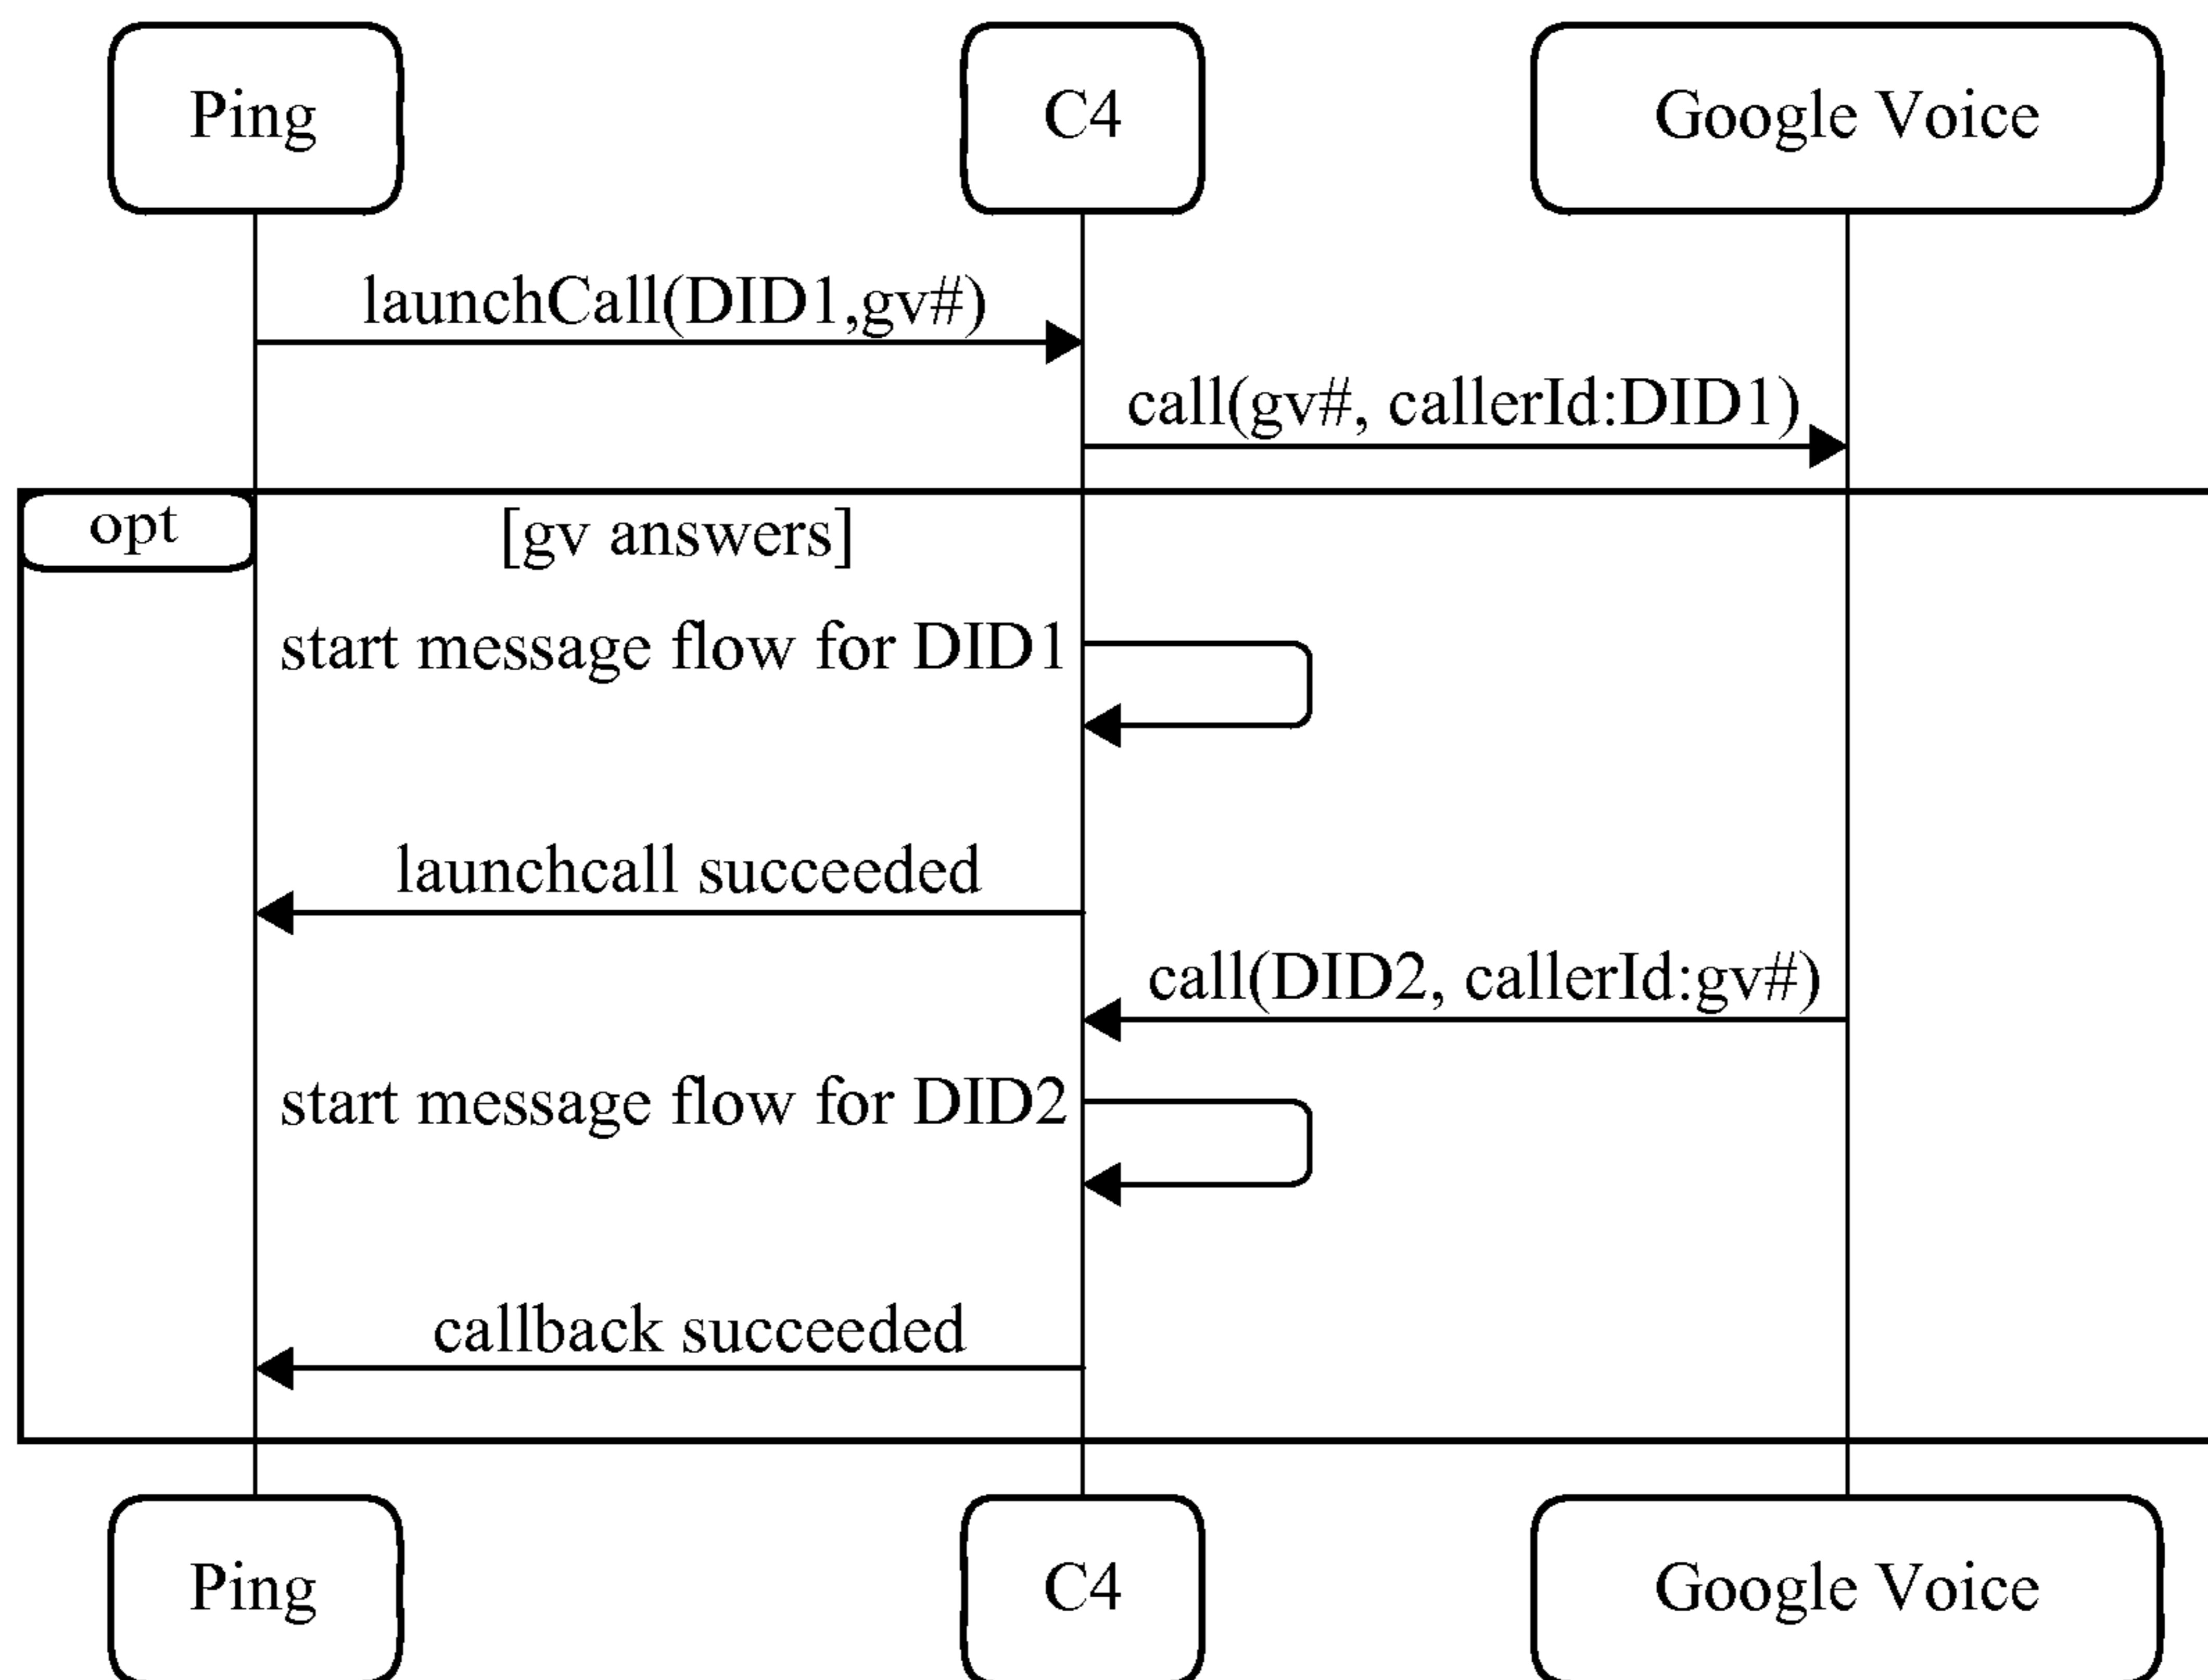 Ping
C4
Google Voice
launchCall(DID1,gv#)
call(gv#, callerId:DID1)
opt
[gv answers]
start message flow for DID1
launchcall succeeded
call(DID2, callerId:gv#)
start message flow for DID2
callback succeeded
Ping
C4
Google Voice